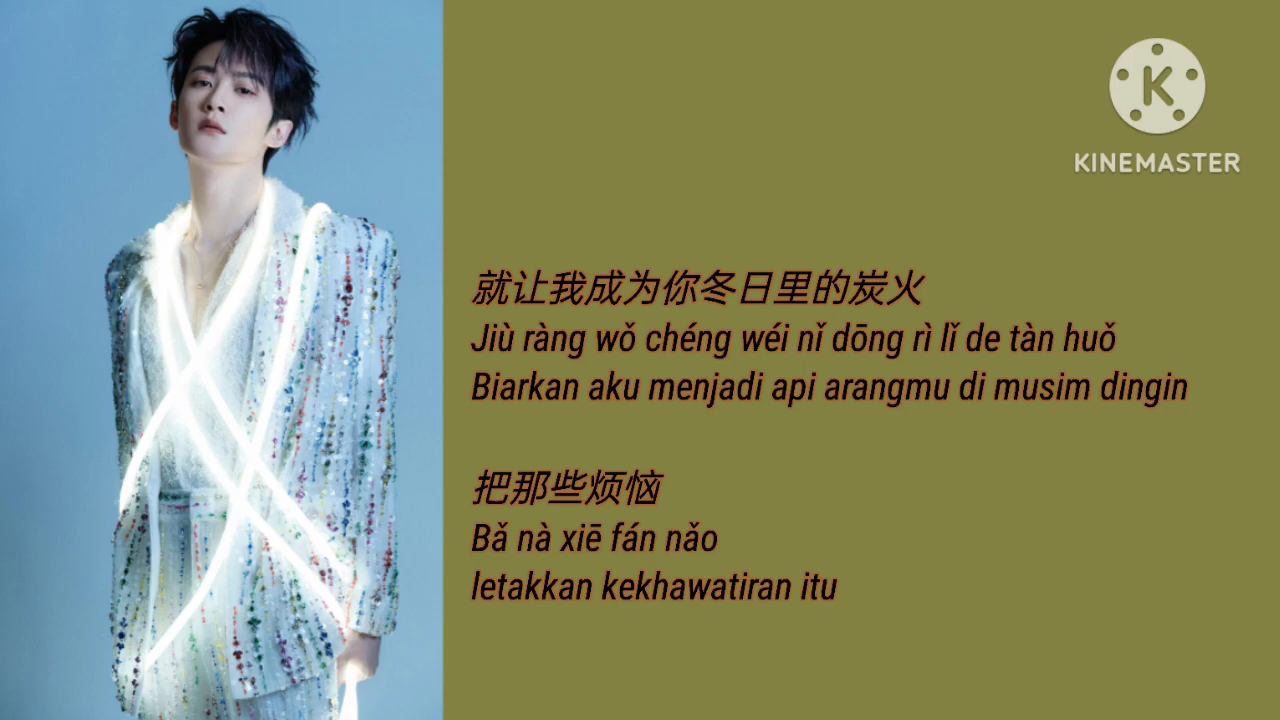 KINEMASTER
就让我成为你冬日里的炭火
Jiù ràng wǒ chéng wéi nǐ dōng rì lǐ de tàn huǒ
Biarkan aku menjadi api arangmu di musim dingin
把那些烦恼
Bǎ nà xiē fán nǎo
letakkan kekhawatiran itu